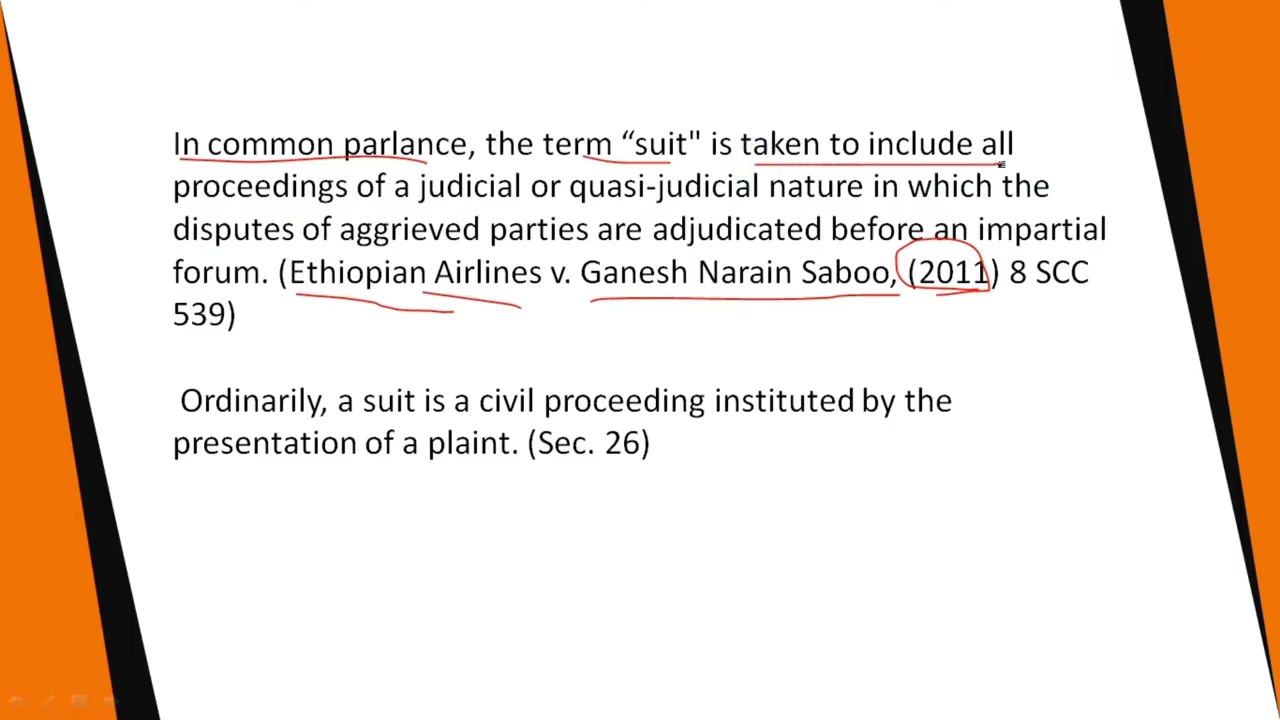 In common parlance, the term “suit" is taken to include all
proceedings of a judicial or quasi-judicial nature in which the
disputes of aggrieved parties are adjudicated before an impartial
forum. (Ethiopian Airlines v. Ganesh Narain Saboo, (2011) 8 SCC
539)
Ordinarily, a suit is a civil proceeding instituted by the
presentation of a plaint. (Sec. 26)